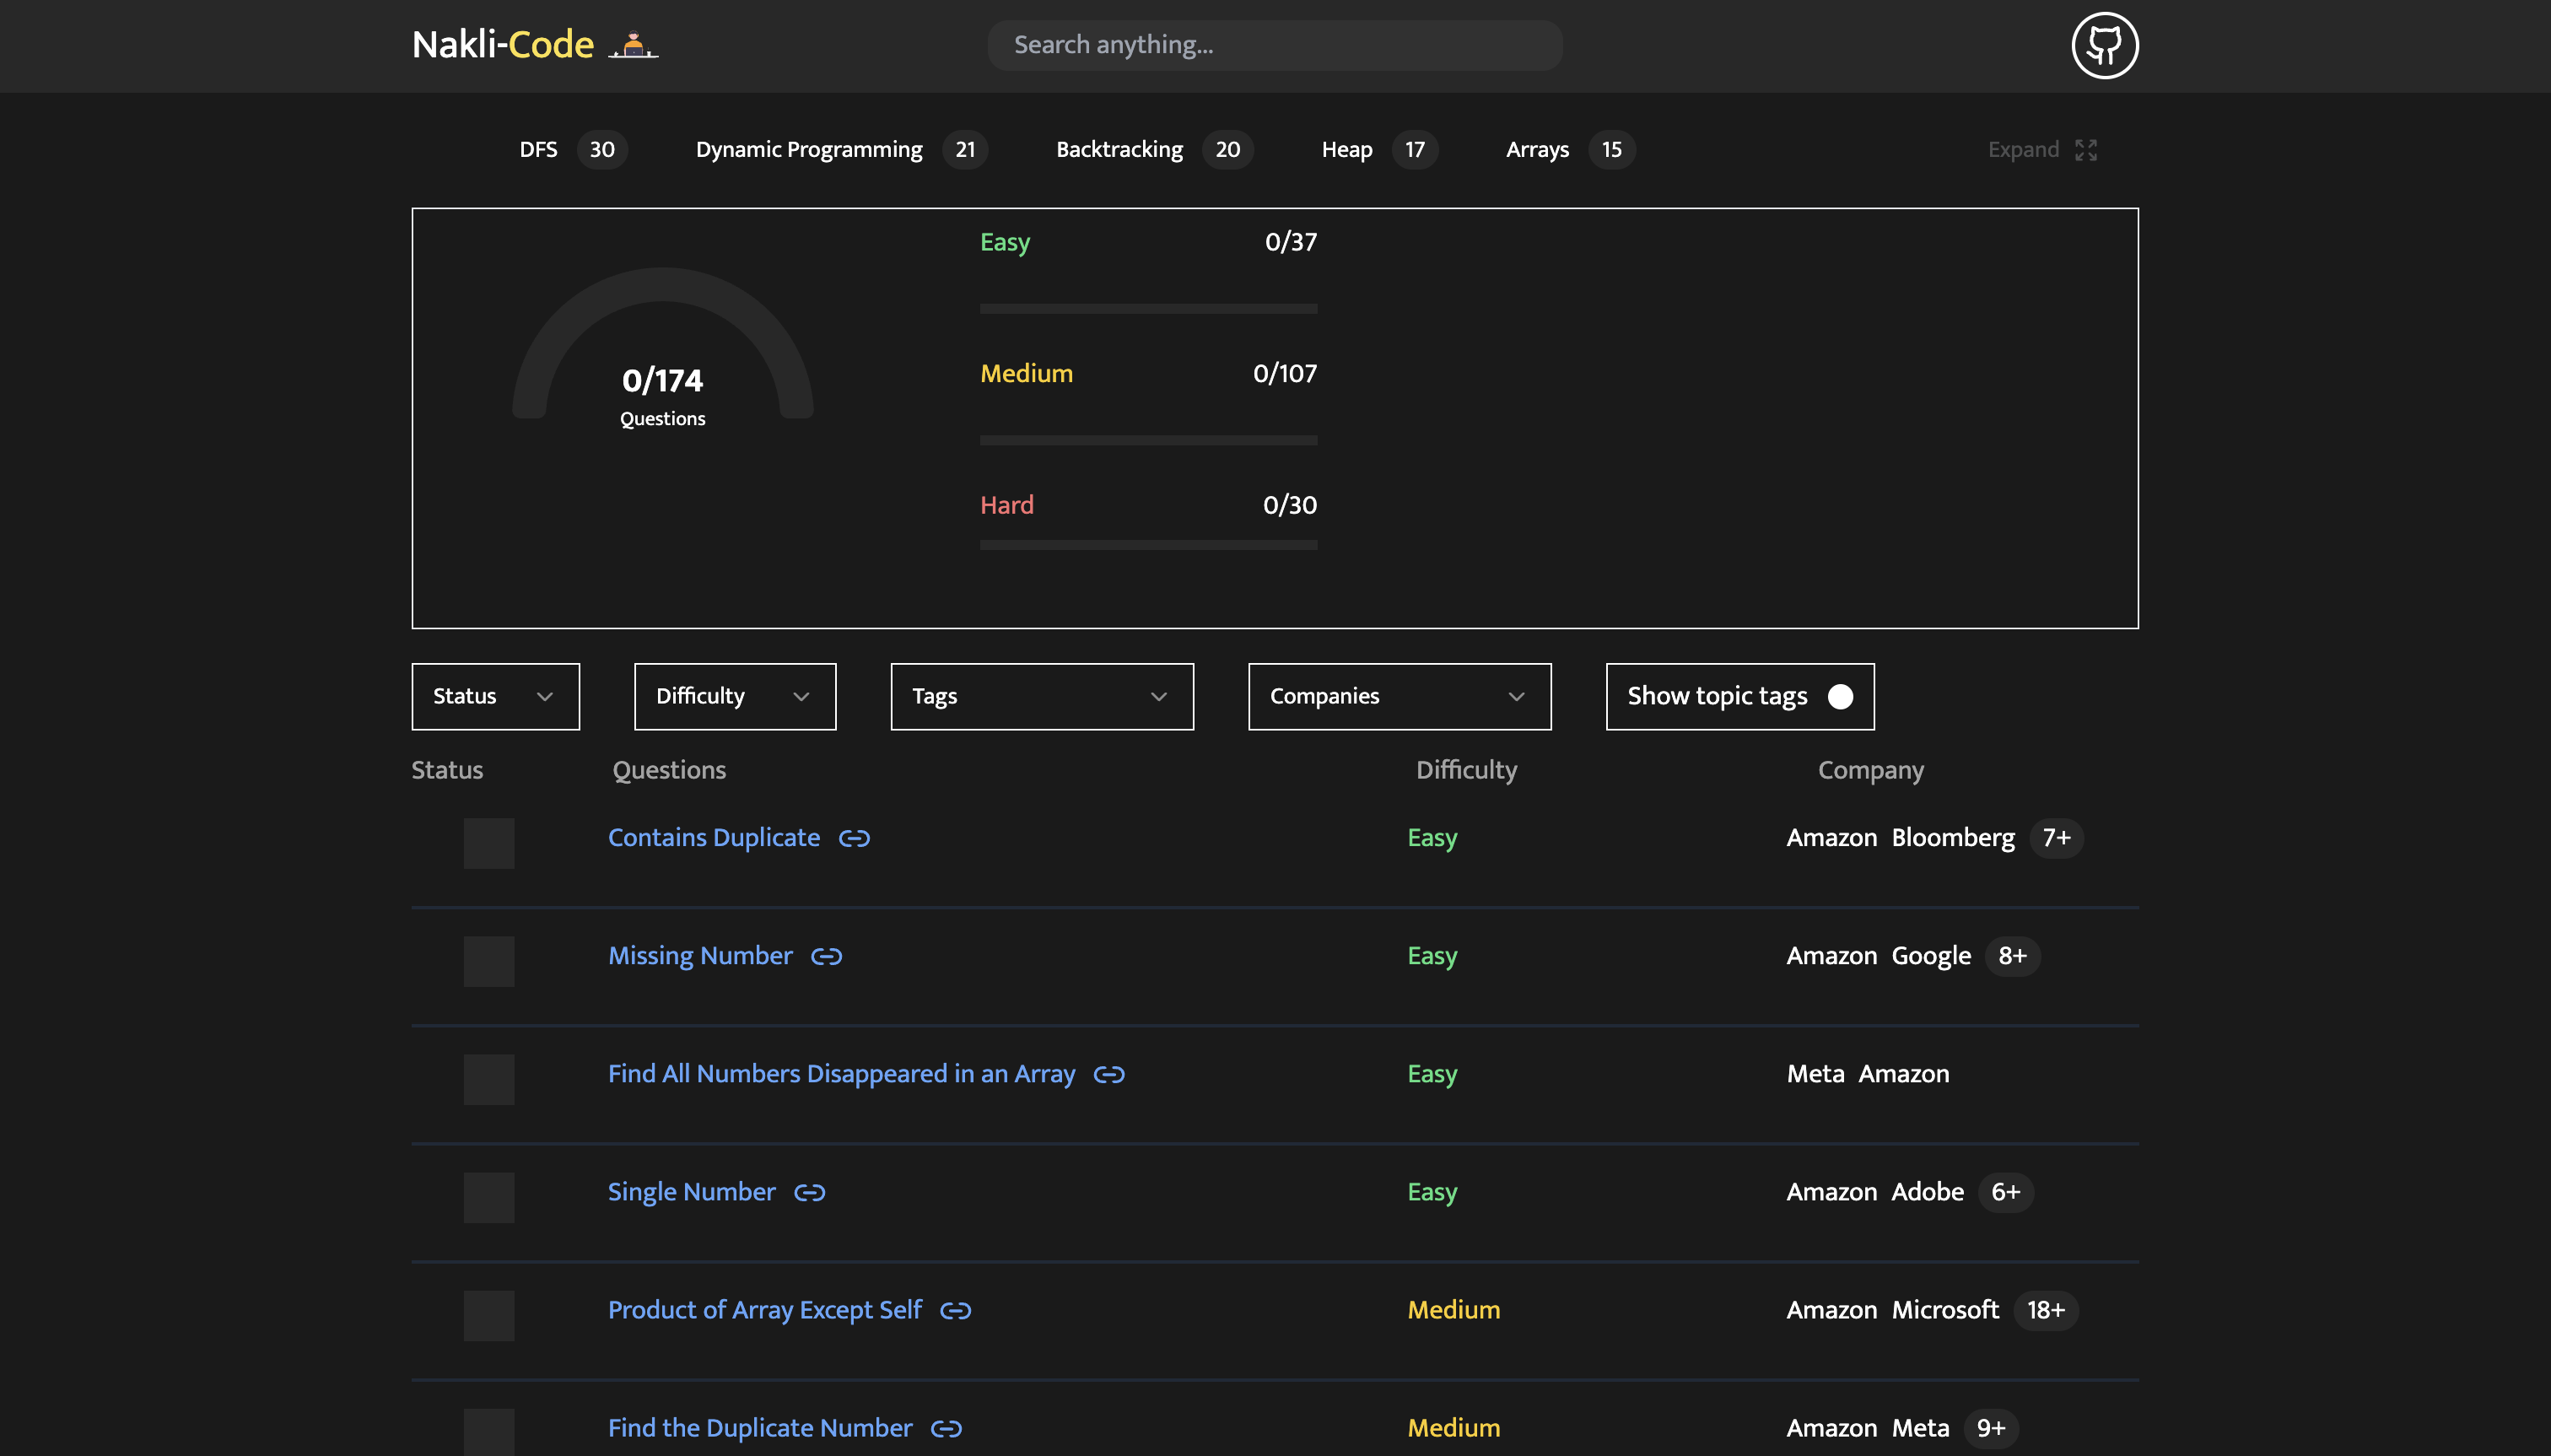 Nakli-Code
Search anything...
DFS 30 Dynamic Programming 21 Backtracking 20 Heap 17 Arrays 15 Expand
0/174
Questions
Easy 0/37
Medium 0/107
Hard 0/30
Status Difficulty Tags Companies Show topic tags
Status Questions Difficulty Company
Contains Duplicate Easy Amazon Bloomberg 7+
Missing Number Easy Amazon Google 8+
Find All Numbers Disappeared in an Array Easy Meta Amazon
Single Number Easy Amazon Adobe 6+
Product of Array Except Self Medium Amazon Microsoft 18+
Find the Duplicate Number Medium Amazon Meta 9+